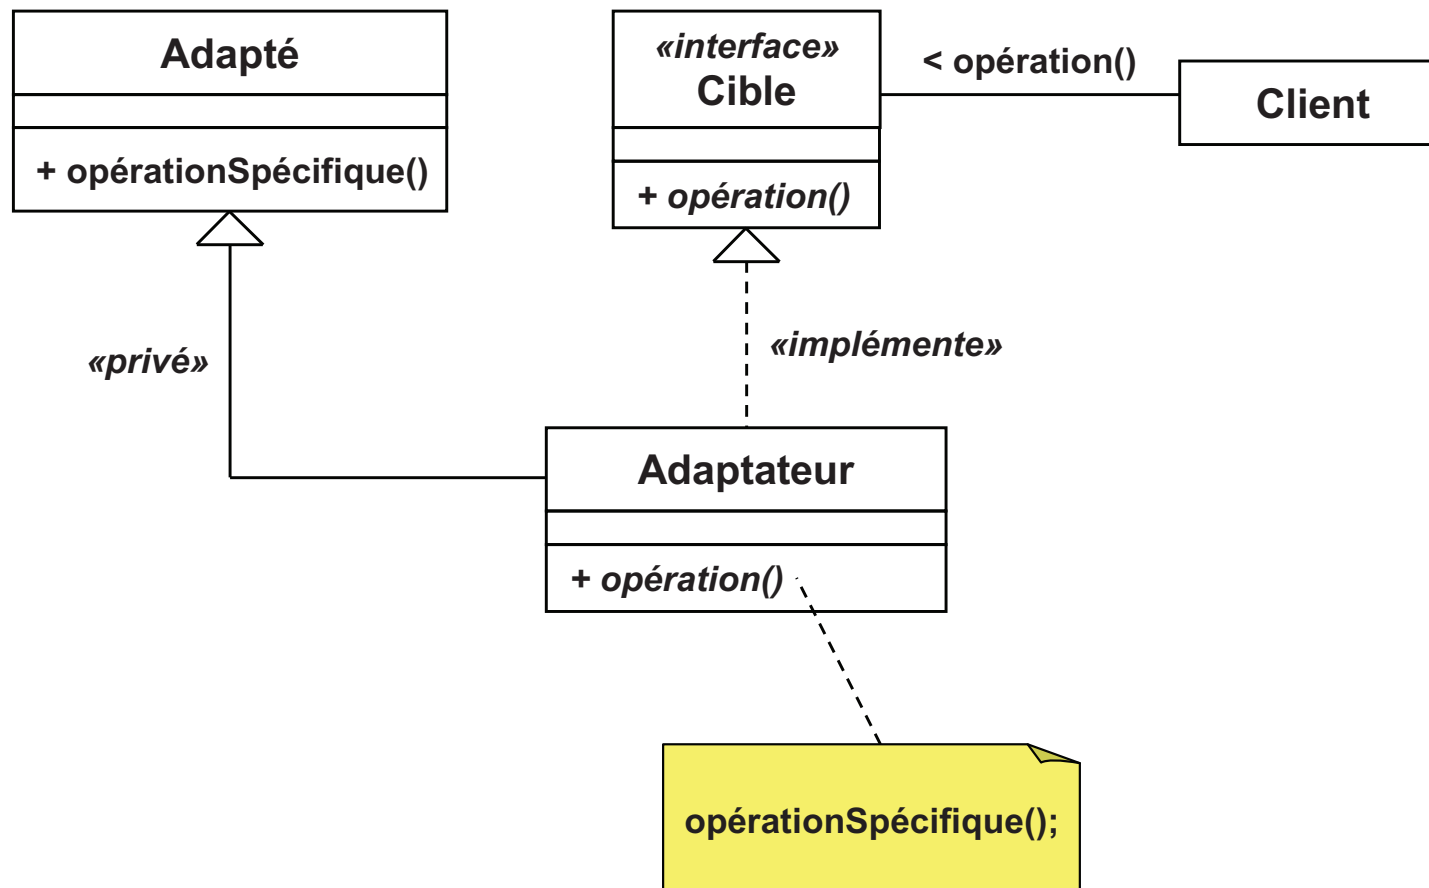 Adapté
+ opérationSpécifique()
«interface»
Cible
+ opération()
< opération()
Client
«privé»
«implémente»
Adaptateur
+ opération()
opérationSpécifique();